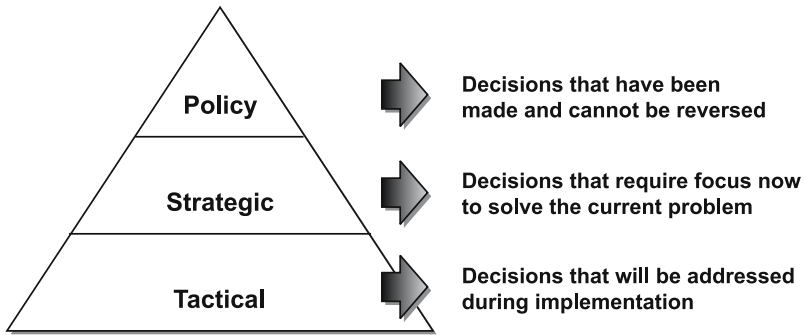 Policy
Decisions that have been
made and cannot be reversed
Strategic
Decisions that require focus now
to solve the current problem
Tactical
Decisions that will be addressed
during implementation